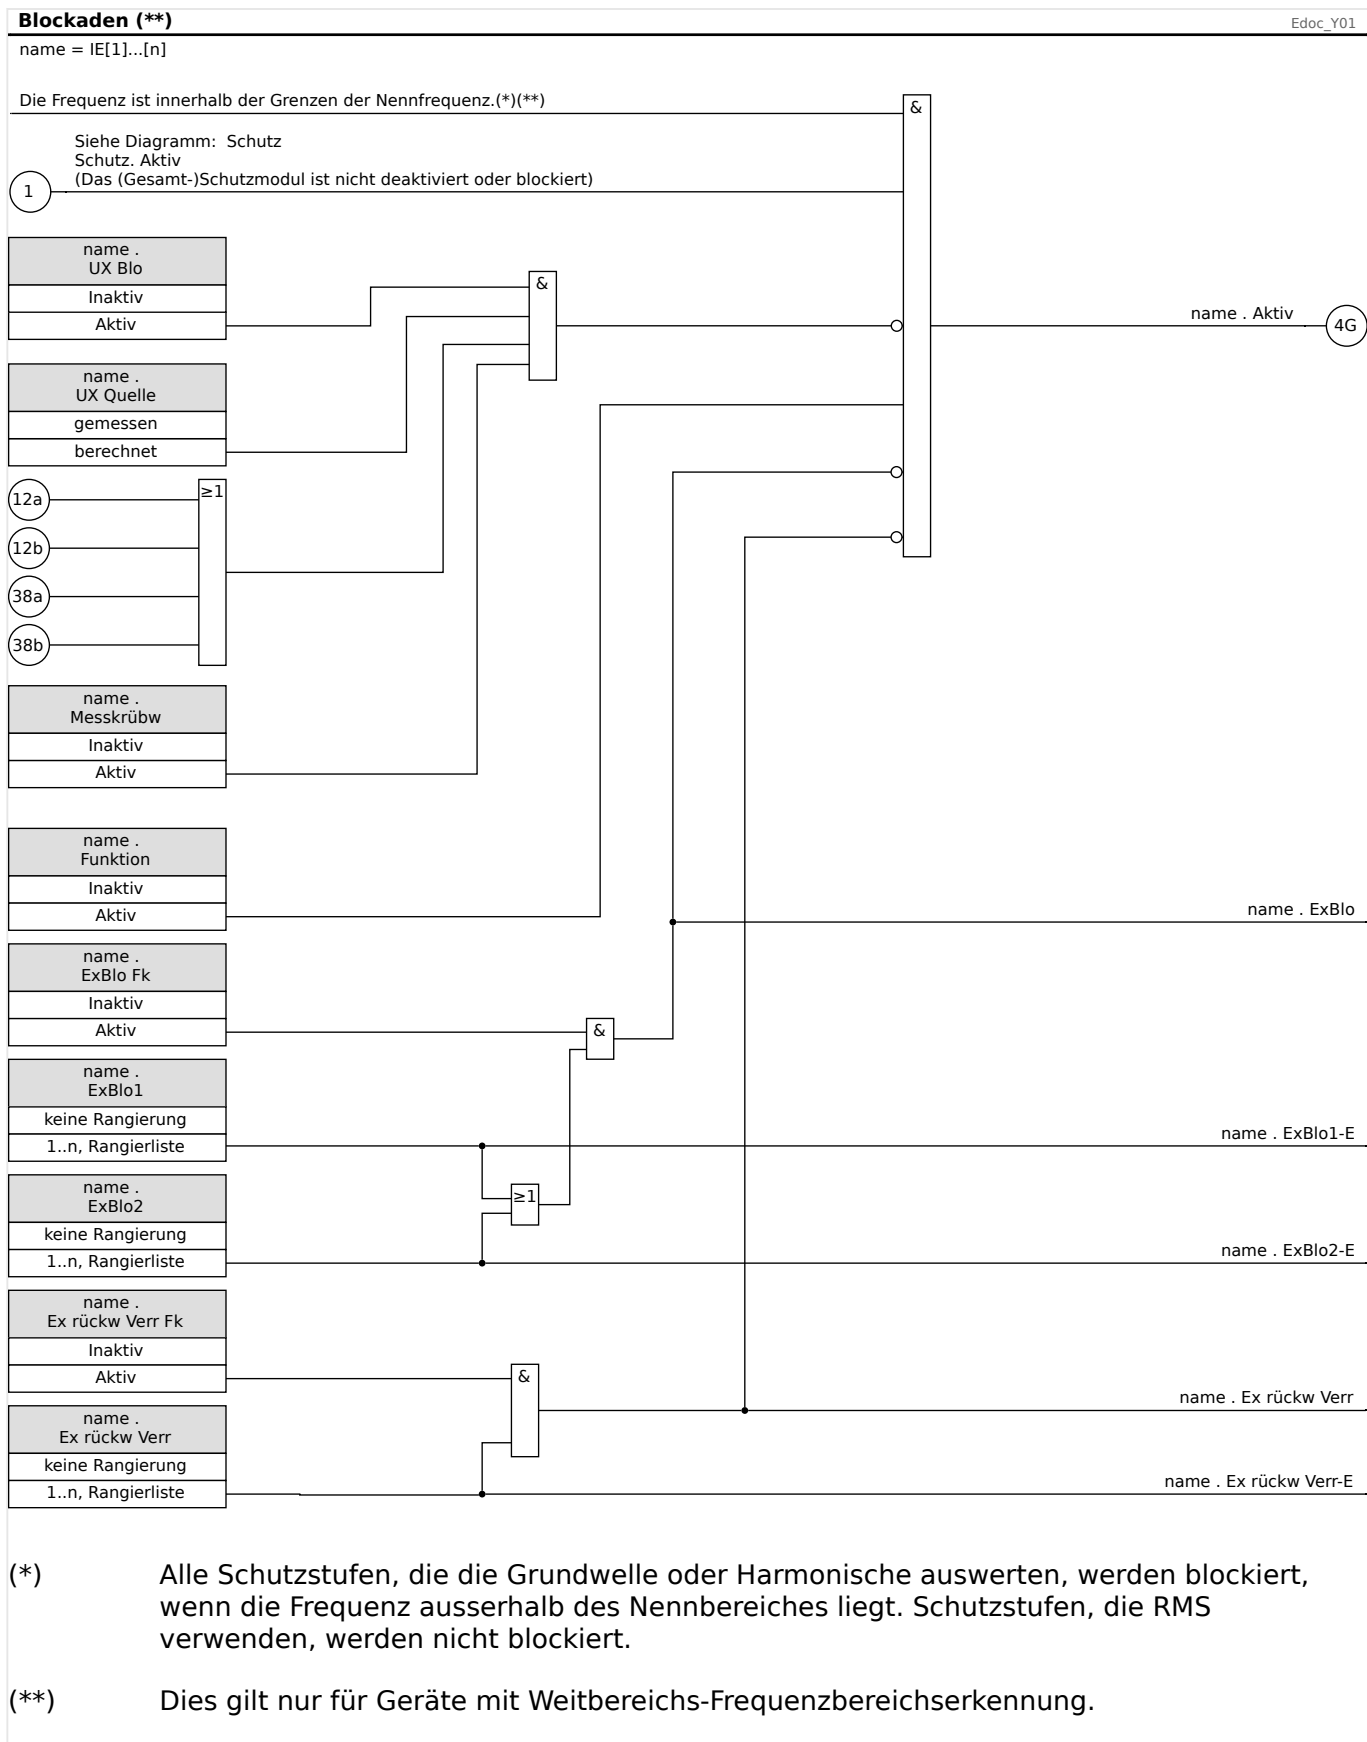 Blockaden (**)
Edoc_Y01
name = IE[1]...[n]
Die Frequenz ist innerhalb der Grenzen der Nennfrequenz.(*)(**)
&
Siehe Diagramm: Schutz
Schutz. Aktiv
(Das (Gesamt-)Schutzmodul ist nicht deaktiviert oder blockiert)
1
name .
UX Blo
Inaktiv
Aktiv
&
name . Aktiv
4G
name .
UX Quelle
gemessen
berechnet
12a
≥1
12b
38a
38b
name .
Messkrübw
Inaktiv
Aktiv
name .
Funktion
Inaktiv
Aktiv
name . ExBlo
name .
ExBlo Fk
Inaktiv
Aktiv
&
name .
ExBlo1
keine Rangierung
1..n, Rangierliste
name . ExBlo1-E
name .
ExBlo2
≥1
keine Rangierung
1..n, Rangierliste
name . ExBlo2-E
name .
Ex rückw Verr Fk
Inaktiv
Aktiv
&
name . Ex rückw Verr
name .
Ex rückw Verr
keine Rangierung
1..n, Rangierliste
name . Ex rückw Verr-E
(*) Alle Schutzstufen, die die Grundwelle oder Harmonische auswerten, werden blockiert,
wenn die Frequenz ausserhalb des Nennbereiches liegt. Schutzstufen, die RMS
verwenden, werden nicht blockiert.
(**) Dies gilt nur für Geräte mit Weitbereichs-Frequenzbereichserkennung.